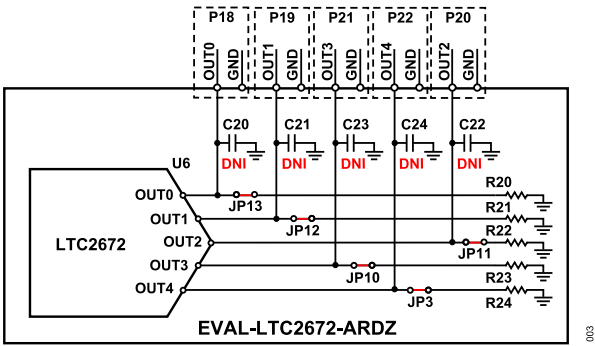 P18 P19 P21 P22 P20
OUT0 GND OUT1 GND OUT3 GND OUT4 GND OUT2 GND
C20 C21 C23 C24 C22
DNI DNI DNI DNI DNI
U6
R20
OUT0
JP13
R21
OUT1
JP12
R22
LTC2672
OUT2
JP11
OUT3
JP10
R23
OUT4
JP3
R24
EVAL-LTC2672-ARDZ
003